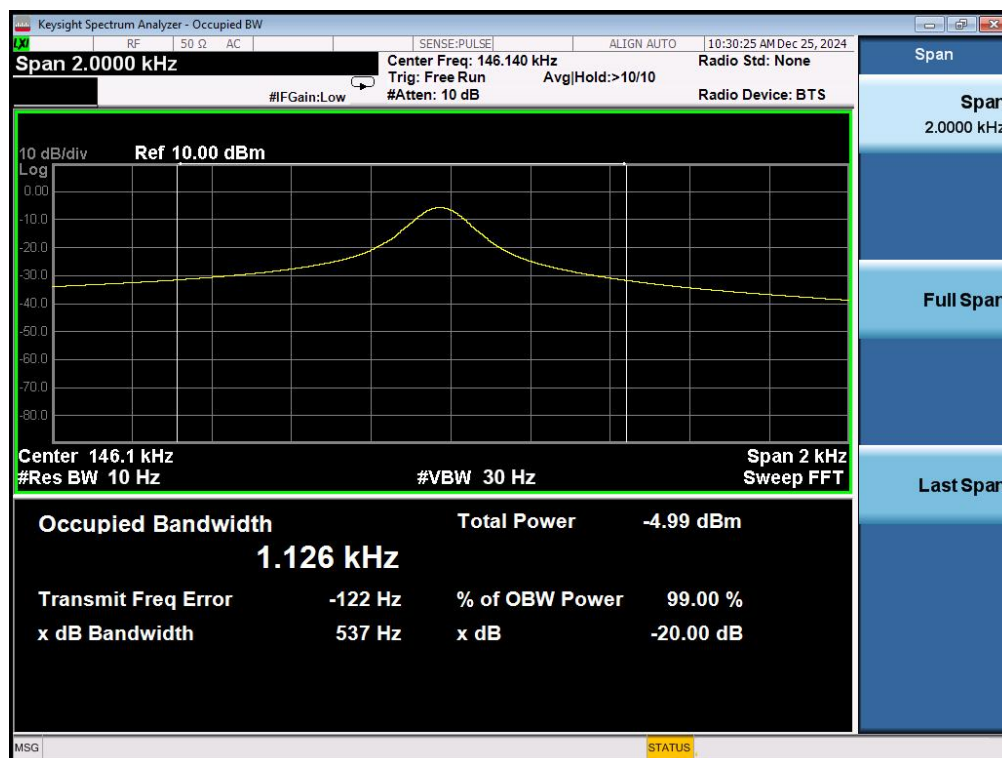 Keysight Spectrum Analyzer - Occupied BW
LXI RF 50 Ω AC SENSE:PULSE ALIGN AUTO 10:30:25 AM Dec 25, 2024
Span 2.0000 kHz
Center Freq: 146.140 kHz Radio Std: None
Trig: Free Run Avg|Hold:>10/10
#IFGain:Low #Atten: 10 dB Radio Device: BTS
10 dB/div Ref 10.00 dBm
Log
0.00
-10.0
-20.0
-30.0
-40.0
-50.0
-60.0
-70.0
-80.0
Center 146.1 kHz Span 2 kHz
#Res BW 10 Hz #VBW 30 Hz Sweep FFT
Occupied Bandwidth Total Power -4.99 dBm
1.126 kHz
Transmit Freq Error -122 Hz % of OBW Power 99.00 %
x dB Bandwidth 537 Hz x dB -20.00 dB
MSG STATUS
Span
Span
2.0000 kHz
Full Span
Last Span